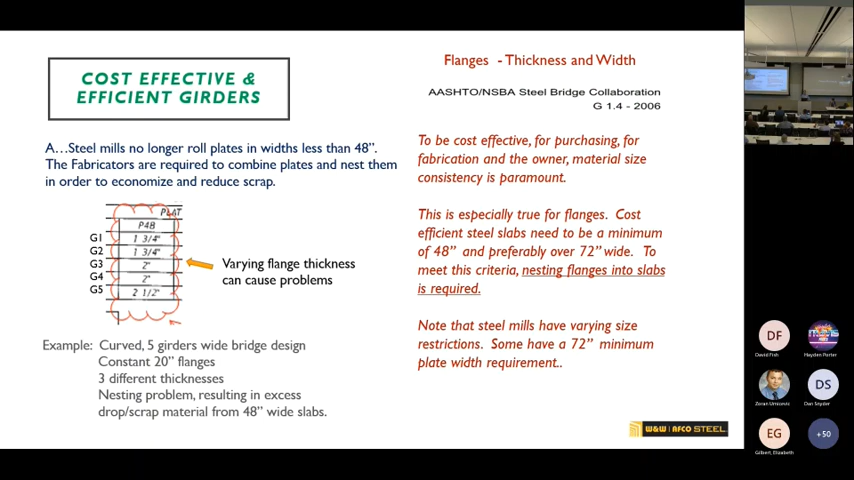 COST EFFECTIVE &
EFFICIENT GIRDERS
A…Steel mills no longer roll plates in widths less than 48”.
The Fabricators are required to combine plates and nest them
in order to economize and reduce scrap.
PLAT
P4B
G1 1 3/4"
G2 1 3/4"
G3 2"
G4 2"
G5 2 1/2"
Varying flange thickness
can cause problems
Example: Curved, 5 girders wide bridge design
Constant 20” flanges
3 different thicknesses
Nesting problem, resulting in excess
drop/scrap material from 48” wide slabs.
Flanges - Thickness and Width
AASHTO/NSBA Steel Bridge Collaboration
G 1.4 - 2006
To be cost effective, for purchasing, for
fabrication and the owner, material size
consistency is paramount.
This is especially true for flanges. Cost
efficient steel slabs need to be a minimum
of 48” and preferably over 72” wide. To
meet this criteria, nesting flanges into slabs
is required.
Note that steel mills have varying size
restrictions. Some have a 72” minimum
plate width requirement..
W&W | AFCO STEEL
DF
David Fish
Hayden Porter
DS
Dan Snyder
EG
Gilbert, Elizabeth
+50